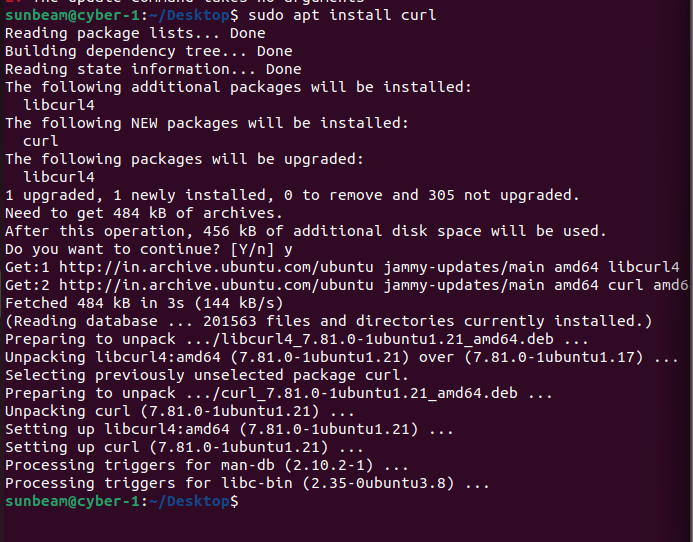 E: The update command takes no arguments
sunbeam@cyber-1:~/Desktop$ sudo apt install curl
Reading package lists... Done
Building dependency tree... Done
Reading state information... Done
The following additional packages will be installed:
  libcurl4
The following NEW packages will be installed:
  curl
The following packages will be upgraded:
  libcurl4
1 upgraded, 1 newly installed, 0 to remove and 305 not upgraded.
Need to get 484 kB of archives.
After this operation, 456 kB of additional disk space will be used.
Do you want to continue? [Y/n] y
Get:1 http://in.archive.ubuntu.com/ubuntu jammy-updates/main amd64 libcurl4
Get:2 http://in.archive.ubuntu.com/ubuntu jammy-updates/main amd64 curl amd6
Fetched 484 kB in 3s (144 kB/s)
(Reading database ... 201563 files and directories currently installed.)
Preparing to unpack .../libcurl4_7.81.0-1ubuntu1.21_amd64.deb ...
Unpacking libcurl4:amd64 (7.81.0-1ubuntu1.21) over (7.81.0-1ubuntu1.17) ...
Selecting previously unselected package curl.
Preparing to unpack .../curl_7.81.0-1ubuntu1.21_amd64.deb ...
Unpacking curl (7.81.0-1ubuntu1.21) ...
Setting up libcurl4:amd64 (7.81.0-1ubuntu1.21) ...
Setting up curl (7.81.0-1ubuntu1.21) ...
Processing triggers for man-db (2.10.2-1) ...
Processing triggers for libc-bin (2.35-0ubuntu3.8) ...
sunbeam@cyber-1:~/Desktop$